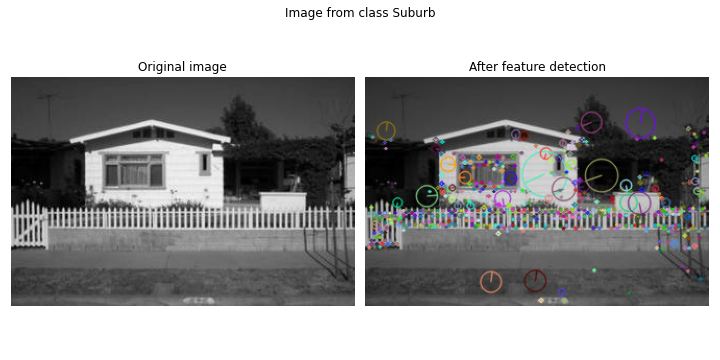 Image from class Suburb
Original image
After feature detection